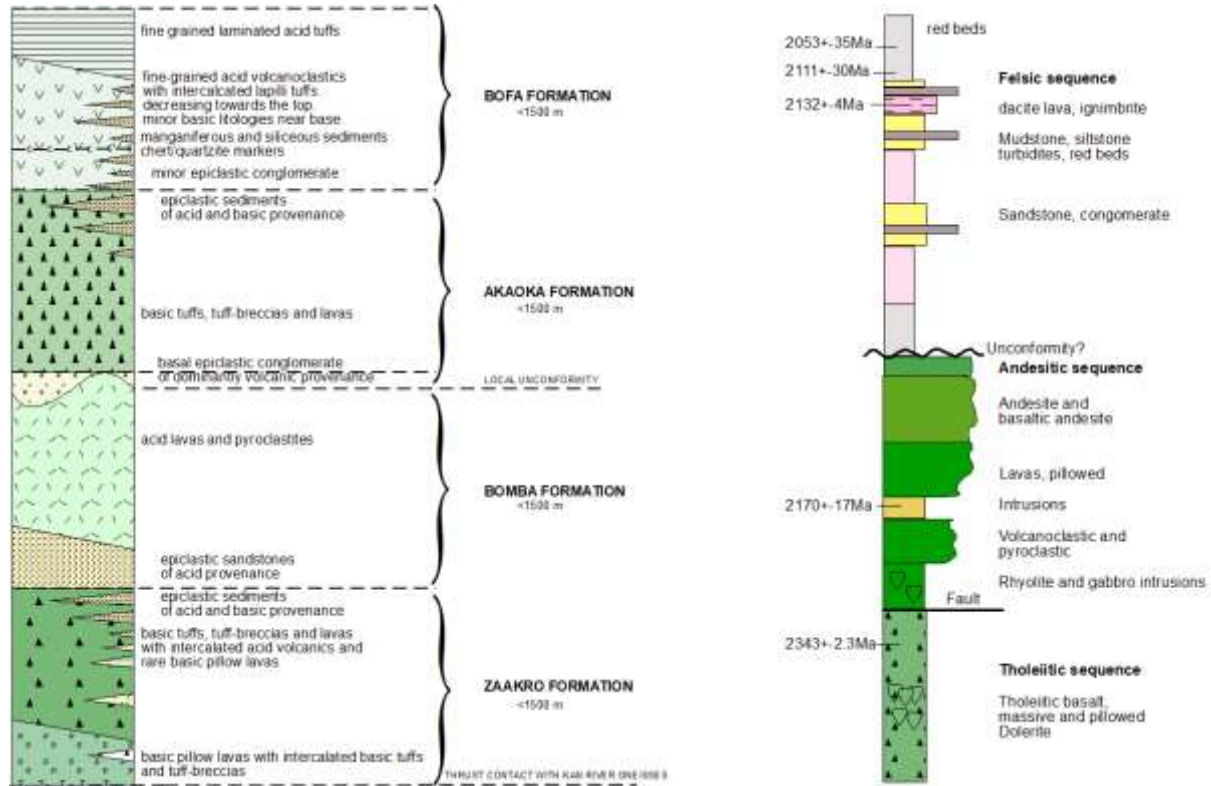 fine grained laminated acid tuffs
fine-grained acid volcanoclastics
with intercalcated lapilli tuffs
decreasing towards the top.
minor basic litologies near base
manganiferous and siliceous sediments
chert/quartzite markers
minor epiclastic conglomerate
BOFA FORMATION
<1500 m
epiclastic sediments
of acid and basic provenance
basic tuffs, tuff-breccias and lavas
basal epiclastic conglomerate
of dominantly volcanic provenance
AKAOKA FORMATION
<1500 m
LOCAL UNCONFORMITY
acid lavas and pyroclastites
epiclastic sandstones
of acid provenance
BOMBA FORMATION
<1500 m
epiclastic sediments
of acid and basic provenance
basic tuffs, tuff-breccias and lavas
with intercalated acid volcanics and
rare basic pillow lavas
basic pillow lavas with intercalated basic tuffs
and tuff-breccias
ZAAKRO FORMATION
<1500 m
THRUST CONTACT WITH KAN RIVER GNEISSES
red beds
2053+-35Ma
2111+-30Ma
2132+-4Ma
Felsic sequence
dacite lava, ignimbrite
Mudstone, siltstone
turbidites, red beds
Sandstone, congomerate
Unconformity?
Andesitic sequence
Andesite and
basaltic andesite
Lavas, pillowed
2170+-17Ma
Intrusions
Volcanoclastic and
pyroclastic
Rhyolite and gabbro intrusions
Fault
2343+-2.3Ma
Tholeiitic sequence
Tholeiitic basalt,
massive and pillowed
Dolerite